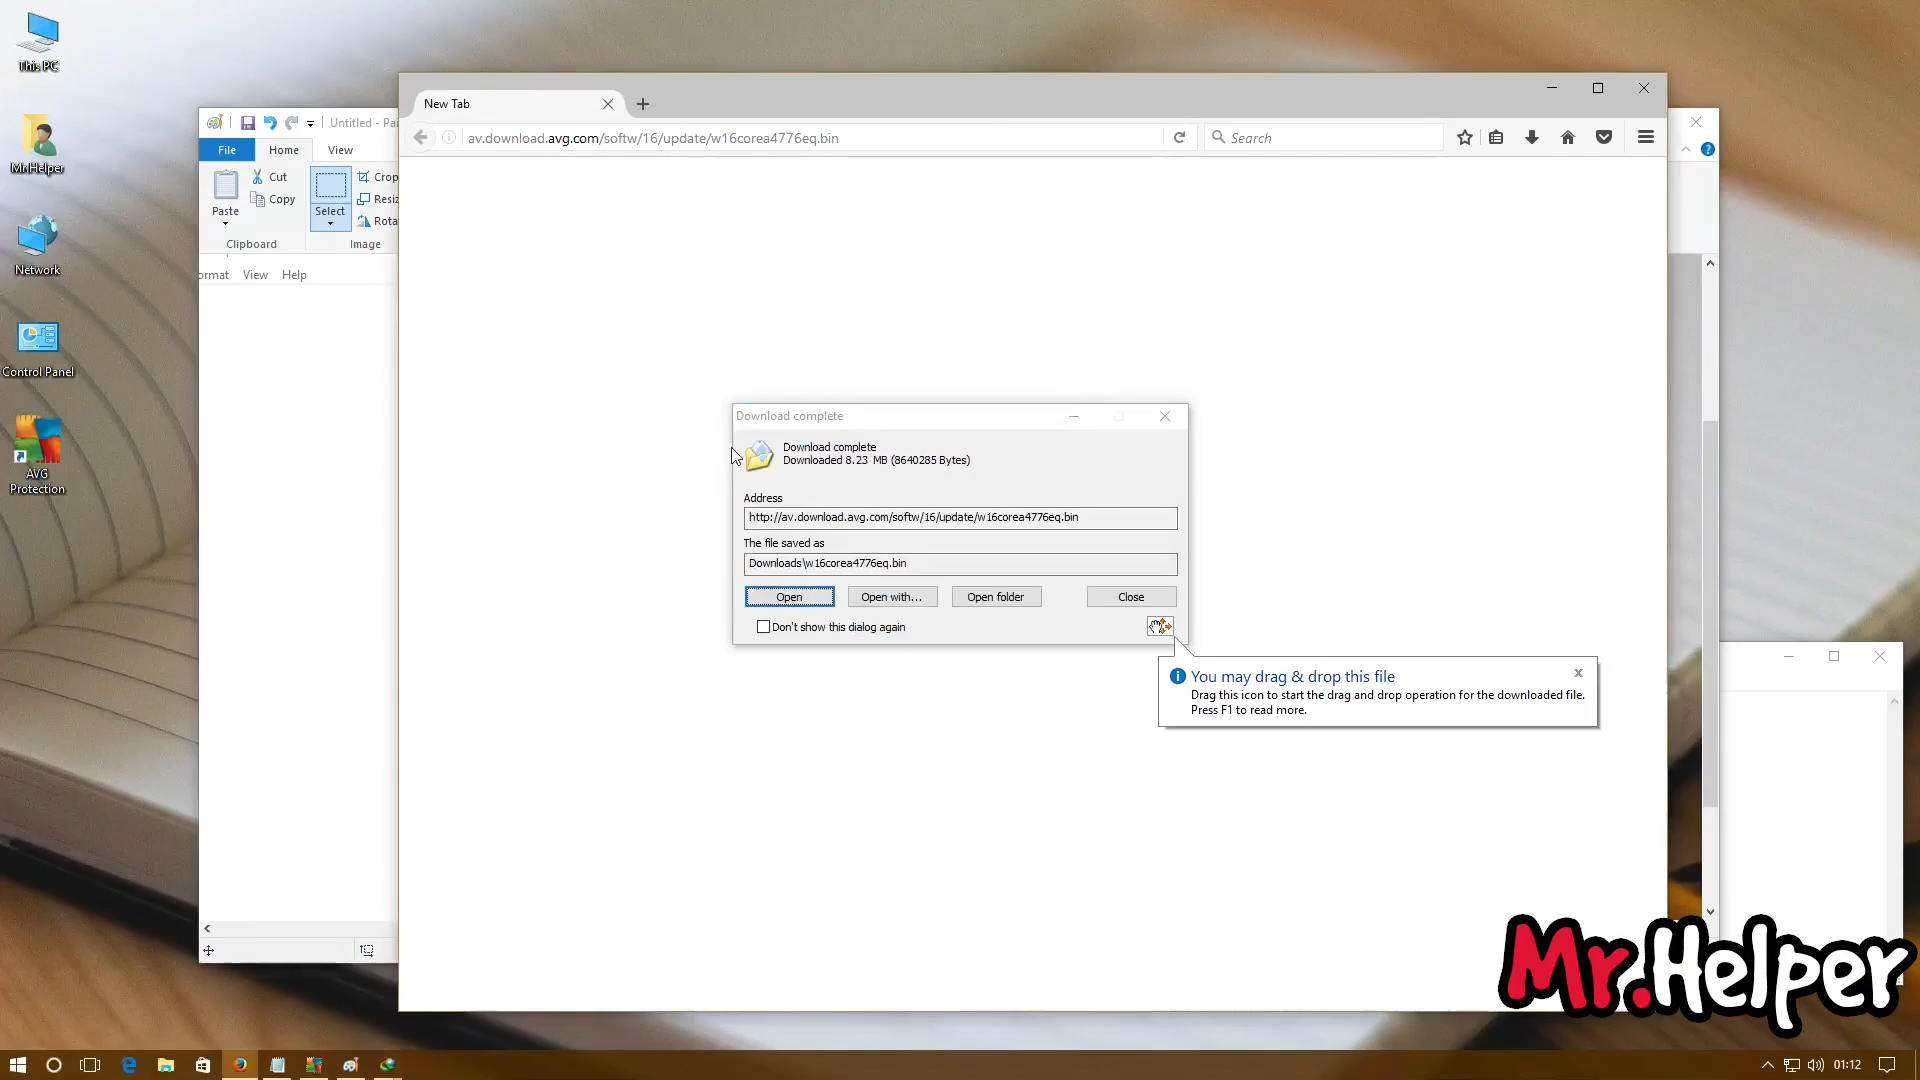 This PC
MrHelper
Network
Control Panel
AVG
Protection
Untitled - Pai
File Home View
Paste
Cut
Copy
Clipboard
Select
Crop
Resiz
Rota
Image
ormat View Help
New Tab
av.download.avg.com/softw/16/update/w16corea4776eq.bin
Search
Download complete
Download complete
Downloaded 8.23 MB (8640285 Bytes)
Address
http://av.download.avg.com/softw/16/update/w16corea4776eq.bin
The file saved as
Downloads\w16corea4776eq.bin
Open Open with... Open folder Close
Don't show this dialog again
You may drag & drop this file
Drag this icon to start the drag and drop operation for the downloaded file.
Press F1 to read more.
Mr.Helper
01:12